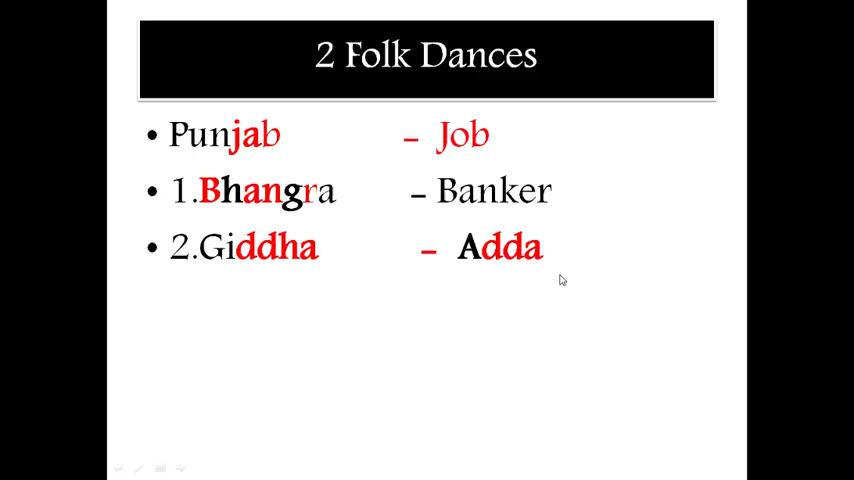 2 Folk Dances
• Punjab – Job
• 1.Bhangra – Banker
• 2.Giddha – Adda